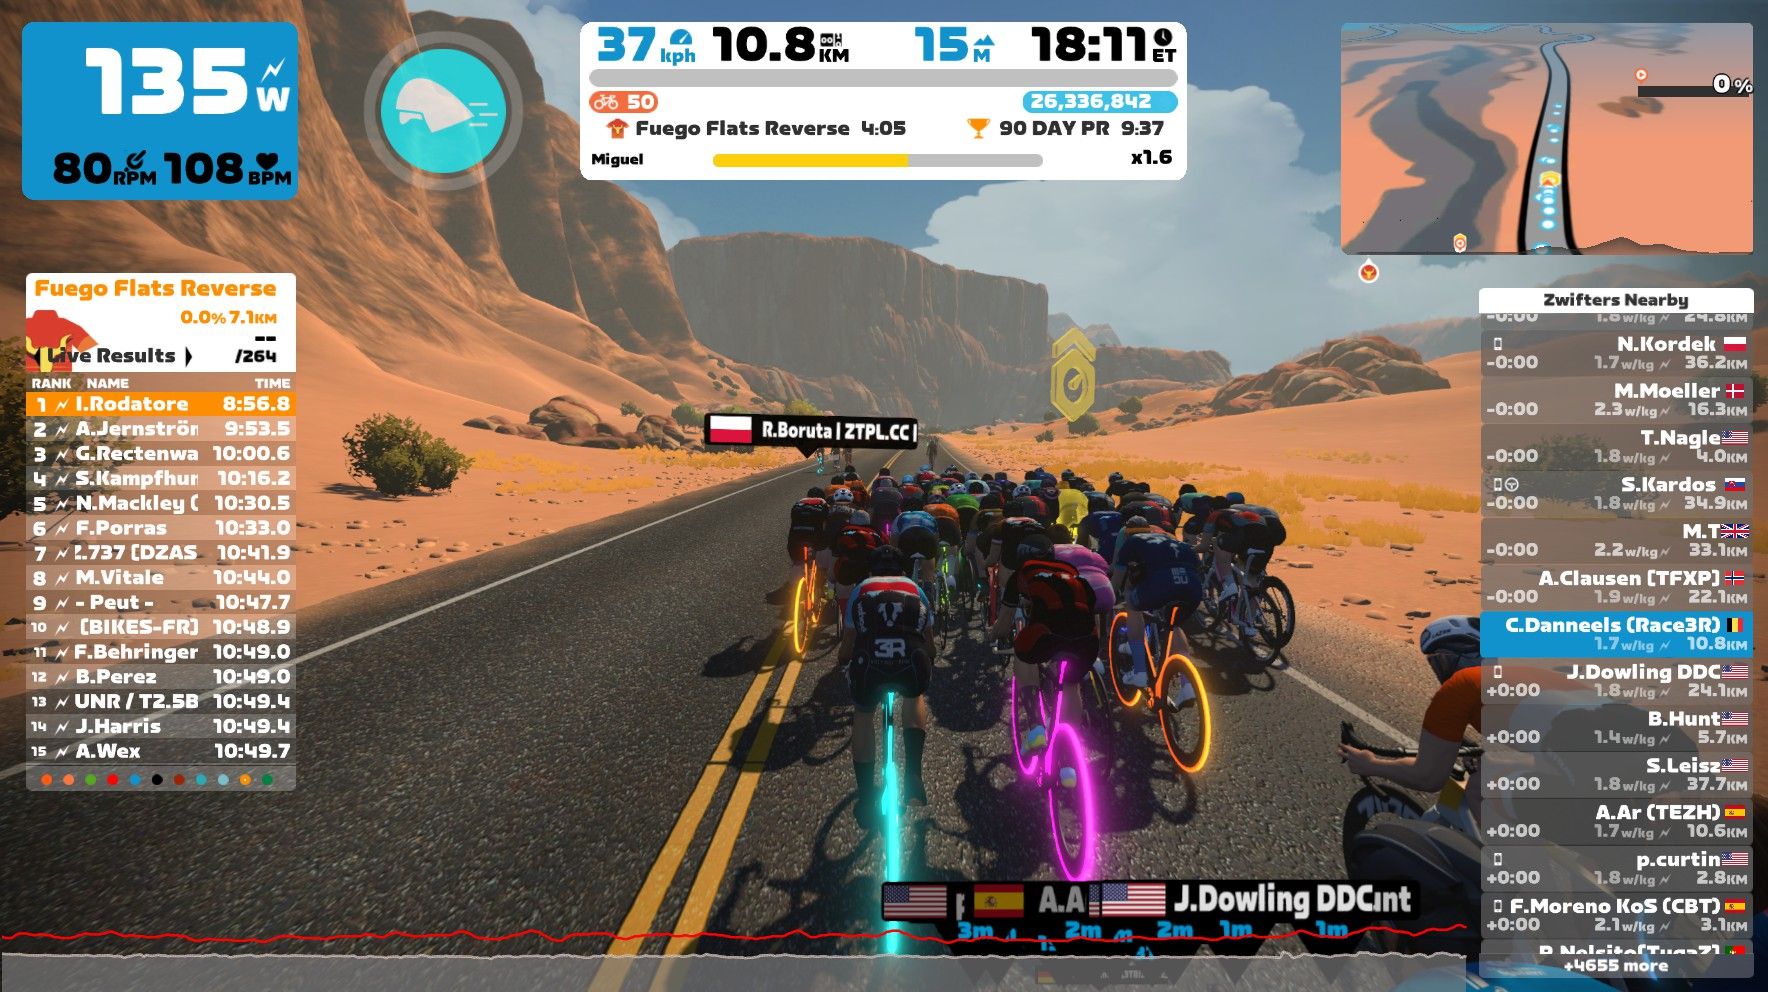 135 W
80 RPM 108 BPM
37 kph 10.8 KM 15 M 18:11 ET
50 26,336,842
Fuego Flats Reverse 4:05 90 DAY PR 9:37
Miguel x1.6
0 %
Fuego Flats Reverse
0.0% 7.1KM
--
Live Results /264
RANK NAME TIME
1 I.Rodatore 8:56.8
2 A.Jernströn 9:53.5
3 G.Rectenwa 10:00.6
4 S.Kampfhur 10:16.2
5 N.Mackley ( 10:30.5
6 F.Porras 10:33.0
7 .737 [DZAS 10:41.9
8 M.Vitale 10:44.0
9 - Peut - 10:47.7
10 [BIKES-FR] 10:48.9
11 F.Behringer 10:49.0
12 B.Perez 10:49.0
13 UNR / T2.5B 10:49.4
14 J.Harris 10:49.4
15 A.Wex 10:49.7
R.Boruta | ZTPL.CC |
3R
Zwifters Nearby
-0:00 1.8 w/kg 24.8KM
N.Kordek
-0:00 1.7 w/kg 36.2KM
M.Moeller
-0:00 2.3 w/kg 16.3KM
T.Nagle
-0:00 1.8 w/kg 4.0KM
S.Kardos
-0:00 1.8 w/kg 34.9KM
M.T
-0:00 2.2 w/kg 33.1KM
A.Clausen [TFXP]
-0:00 1.9 w/kg 22.1KM
C.Danneels (Race3R)
1.7 w/kg 10.8KM
J.Dowling DDC
+0:00 1.8 w/kg 24.1KM
B.Hunt
+0:00 1.4 w/kg 5.7KM
S.Leisz
+0:00 1.8 w/kg 37.7KM
A.Ar (TEZH)
+0:00 1.7 w/kg 10.6KM
p.curtin
+0:00 1.8 w/kg 2.8KM
F.Moreno KoS (CBT)
+0:00 2.1 w/kg 3.1KM
+4655 more
A.A J.Dowling DDC
3m 2m 2m 1m 1m